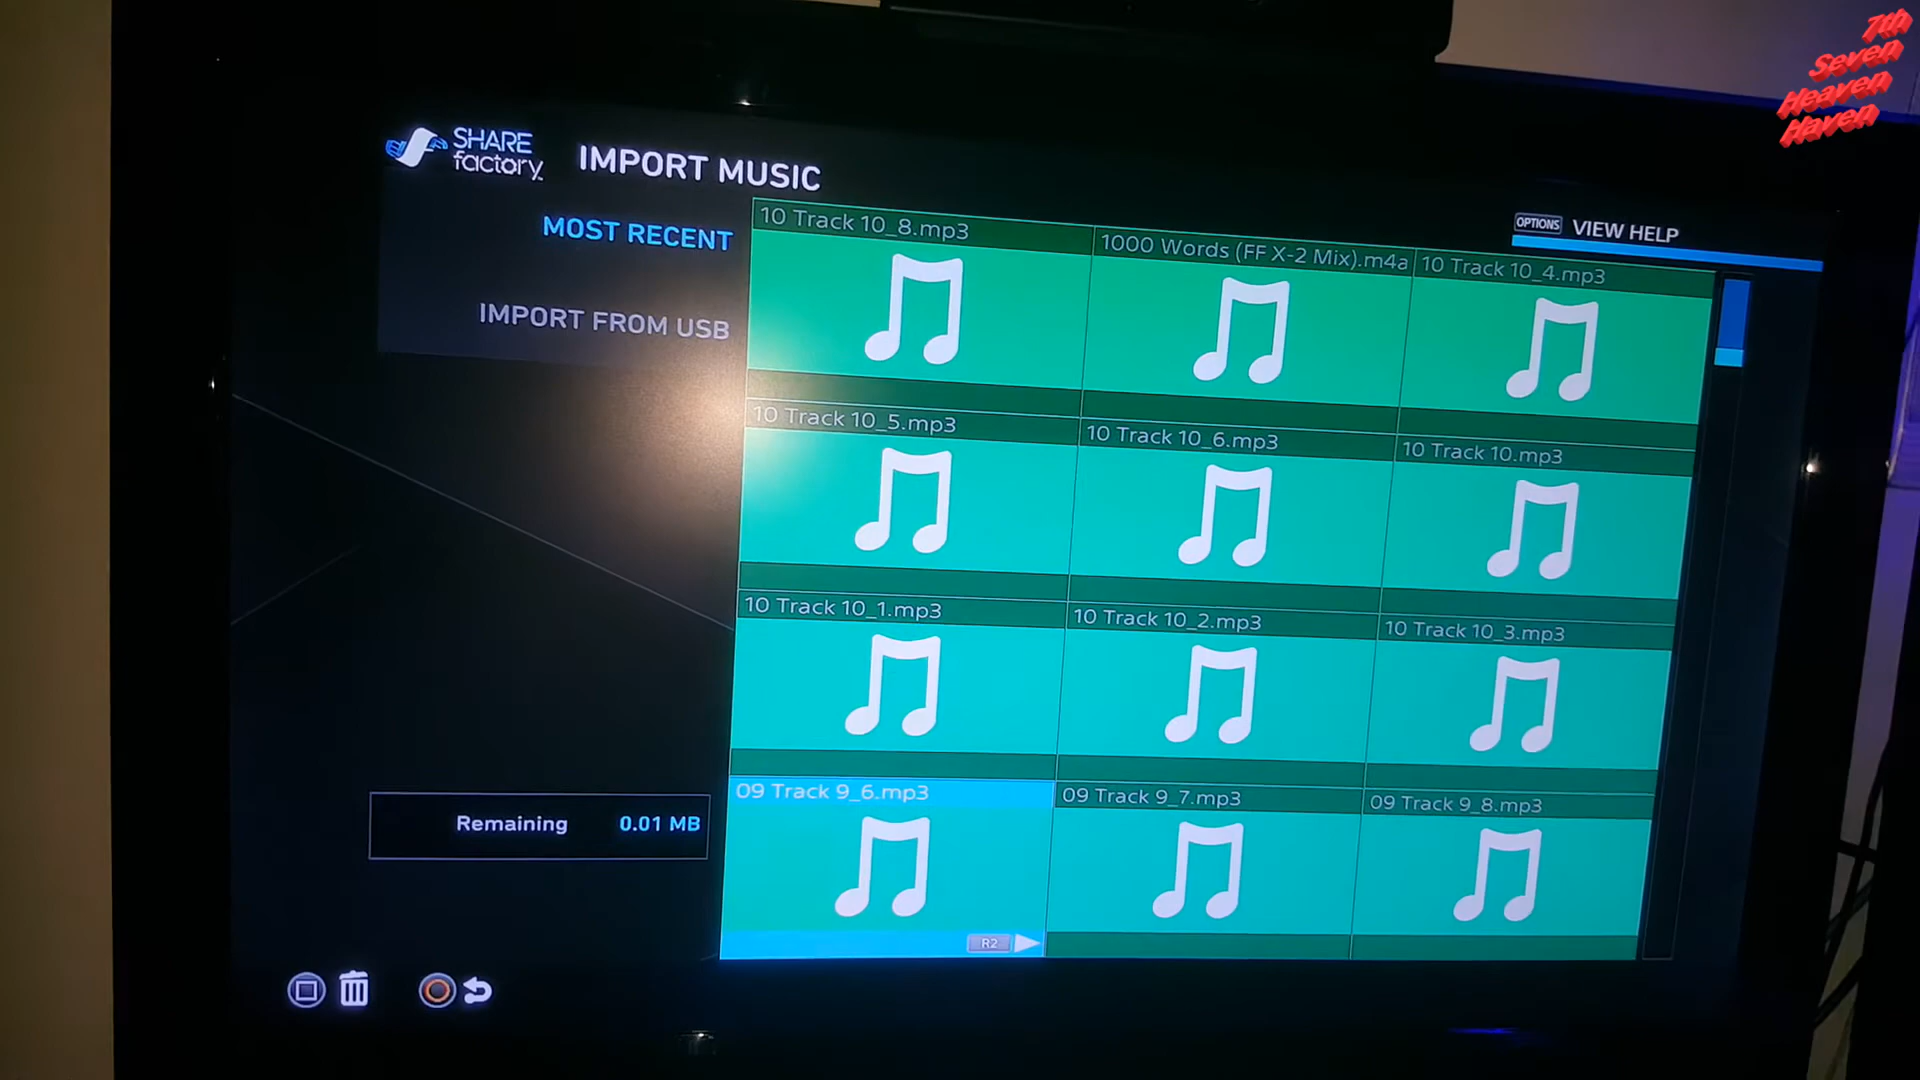 7th
Seven
Heaven
Haven
SHARE
factory™
IMPORT MUSIC
OPTIONS VIEW HELP
MOST RECENT
IMPORT FROM USB
10 Track 10_8.mp3
1000 Words (FF X-2 Mix).m4a
10 Track 10_4.mp3
10 Track 10_5.mp3
10 Track 10_6.mp3
10 Track 10.mp3
10 Track 10_1.mp3
10 Track 10_2.mp3
10 Track 10_3.mp3
09 Track 9_6.mp3
09 Track 9_7.mp3
09 Track 9_8.mp3
R2
Remaining 0.01 MB